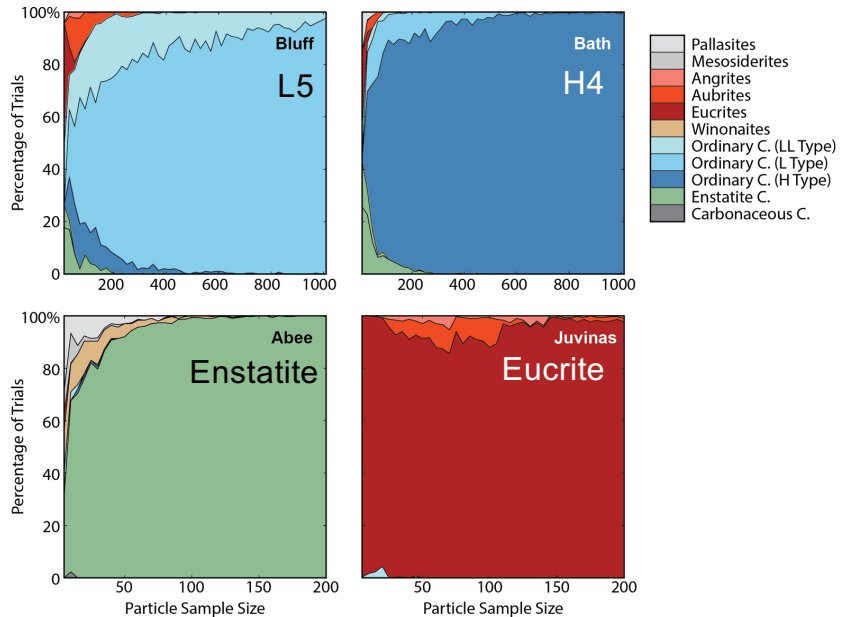 100%
80
60
40
20
0
Percentage of Trials
Bluff
L5
200
400
600
800
1000
Bath
H4
200
400
600
800
1000
Pallasites
Mesosiderites
Angrites
Aubrites
Eucrites
Winonaites
Ordinary C. (LL Type)
Ordinary C. (L Type)
Ordinary C. (H Type)
Enstatite C.
Carbonaceous C.
100%
80
60
40
20
0
Percentage of Trials
Abee
Enstatite
50
100
150
200
Particle Sample Size
Juvinas
Eucrite
50
100
150
200
Particle Sample Size